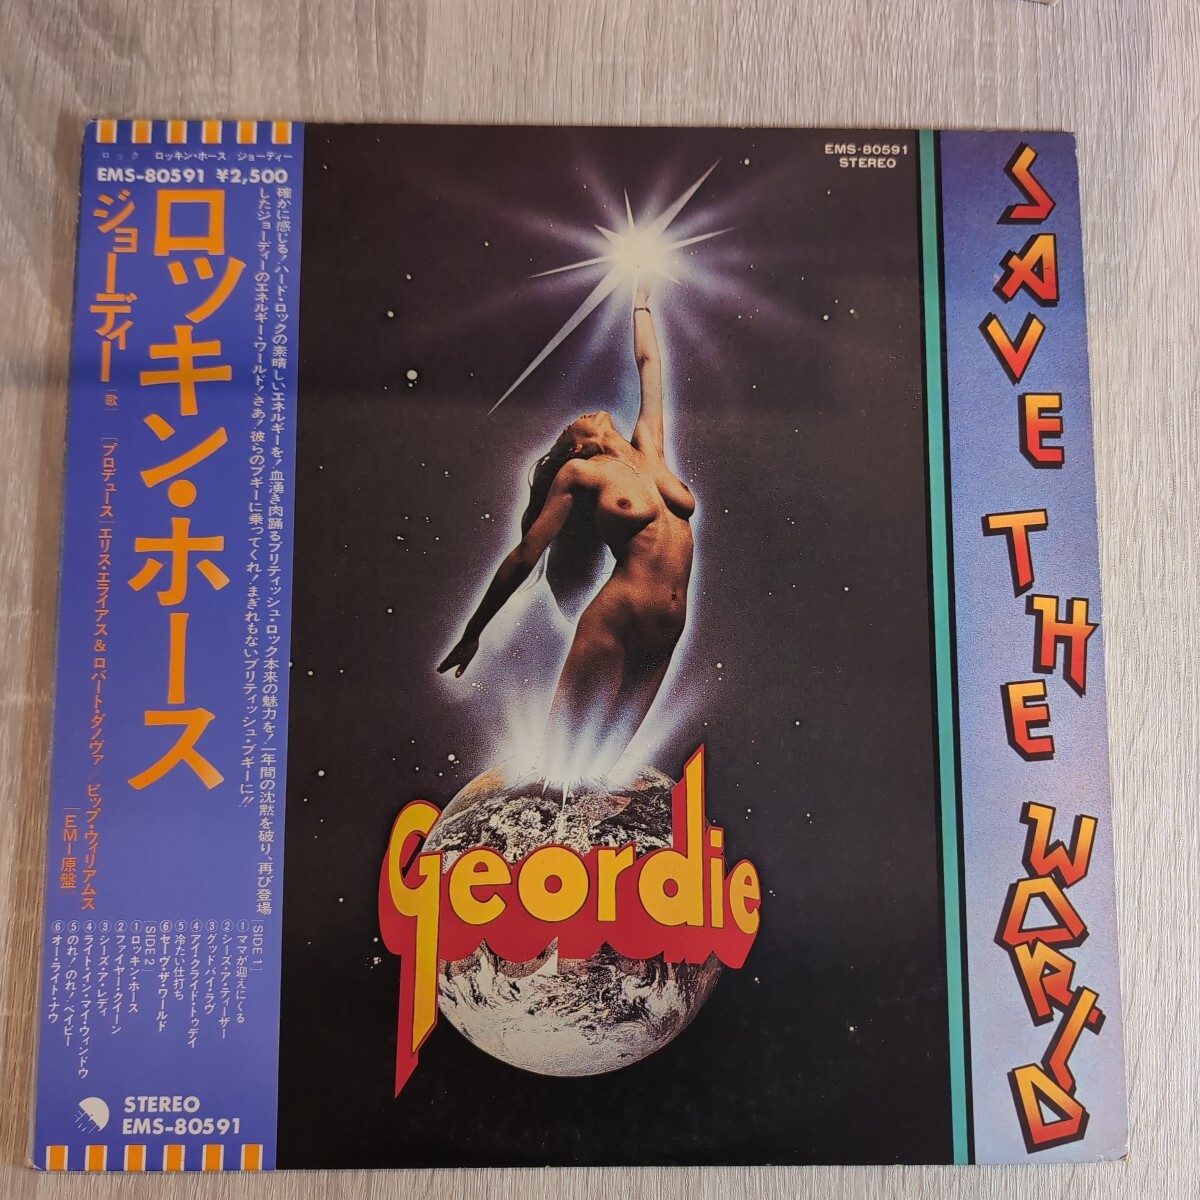 ロック ロッキン・ホース ジョーディー
EMS-80591 ¥2,500
確かに感じる!ハード・ロックの素晴しいエネルギーを!血湧き肉踊るブリティッシュ・ロック本来の魅力を!一年間の沈黙を破り、再び登場
したジョーディーのエネルギー・ワールド!さあ!彼らのブギーに乗ってくれ!まぎれもないブリティッシュ・ブギーに!!
ロッキン・ホース
ジョーディー[歌]
[プロデュース]エリス・エライアス&ロバート・ダノヴァ/ピップ・ウィリアムス
[EMI原盤]
[SIDE 1]
①ママが迎えにくる
②シーズ・ア・ティーザー
③グッドバイ・ラヴ
④アイ・クライド・トゥデイ
⑤冷たい仕打ち
⑥セーヴ・ザ・ワールド
[SIDE 2]
①ロッキン・ホース
②ファイヤー・クイーン
③シーズ・ア・レディ
④ライト・イン・マイ・ウィンドウ
⑤のれ!のれ!ベイビー
⑥オー・ライト・ナウ
STEREO
EMS-80591
EMS-80591
STEREO
Geordie
SAVE THE WORLD